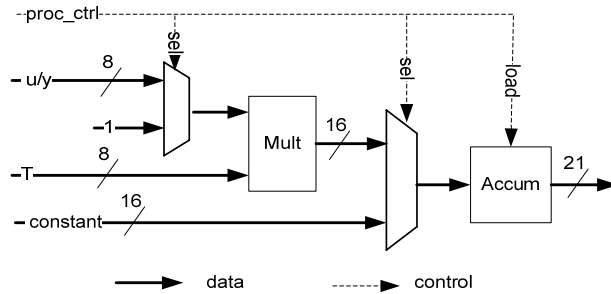 proc_ctrl
sel
sel
load
u/y
8
1
T
8
Mult
16
constant
16
Accum
21
data
control